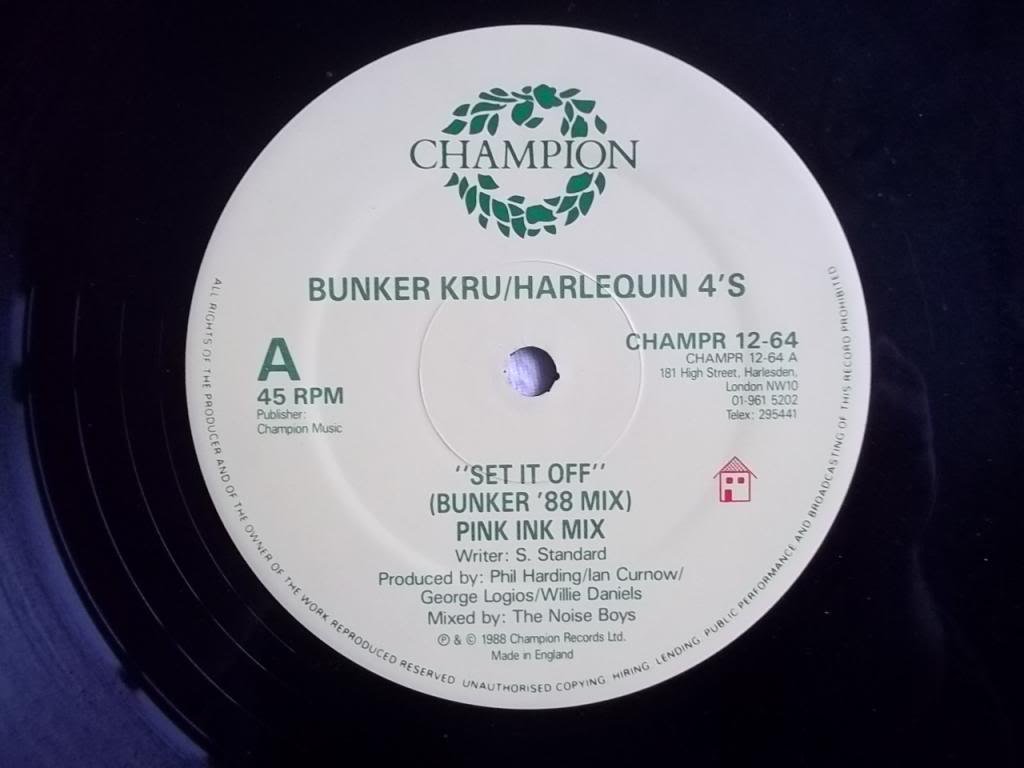 CHAMPION
BUNKER KRU/HARLEQUIN 4'S
A
45 RPM
Publisher:
Champion Music
CHAMPR 12-64
CHAMPR 12-64 A
181 High Street, Harlesden,
London NW10
01-961 5202
Telex: 295441
"SET IT OFF"
(BUNKER '88 MIX)
PINK INK MIX
Writer: S. Standard
Produced by: Phil Harding/Ian Curnow/
George Logios/Willie Daniels
Mixed by: The Noise Boys
℗ & © 1988 Champion Records Ltd.
Made in England
ALL RIGHTS OF THE PRODUCER AND OF THE OWNER OF THE WORK REPRODUCED RESERVED UNAUTHORISED COPYING, HIRING, LENDING, PUBLIC PERFORMANCE AND BROADCASTING OF THIS RECORD PROHIBITED